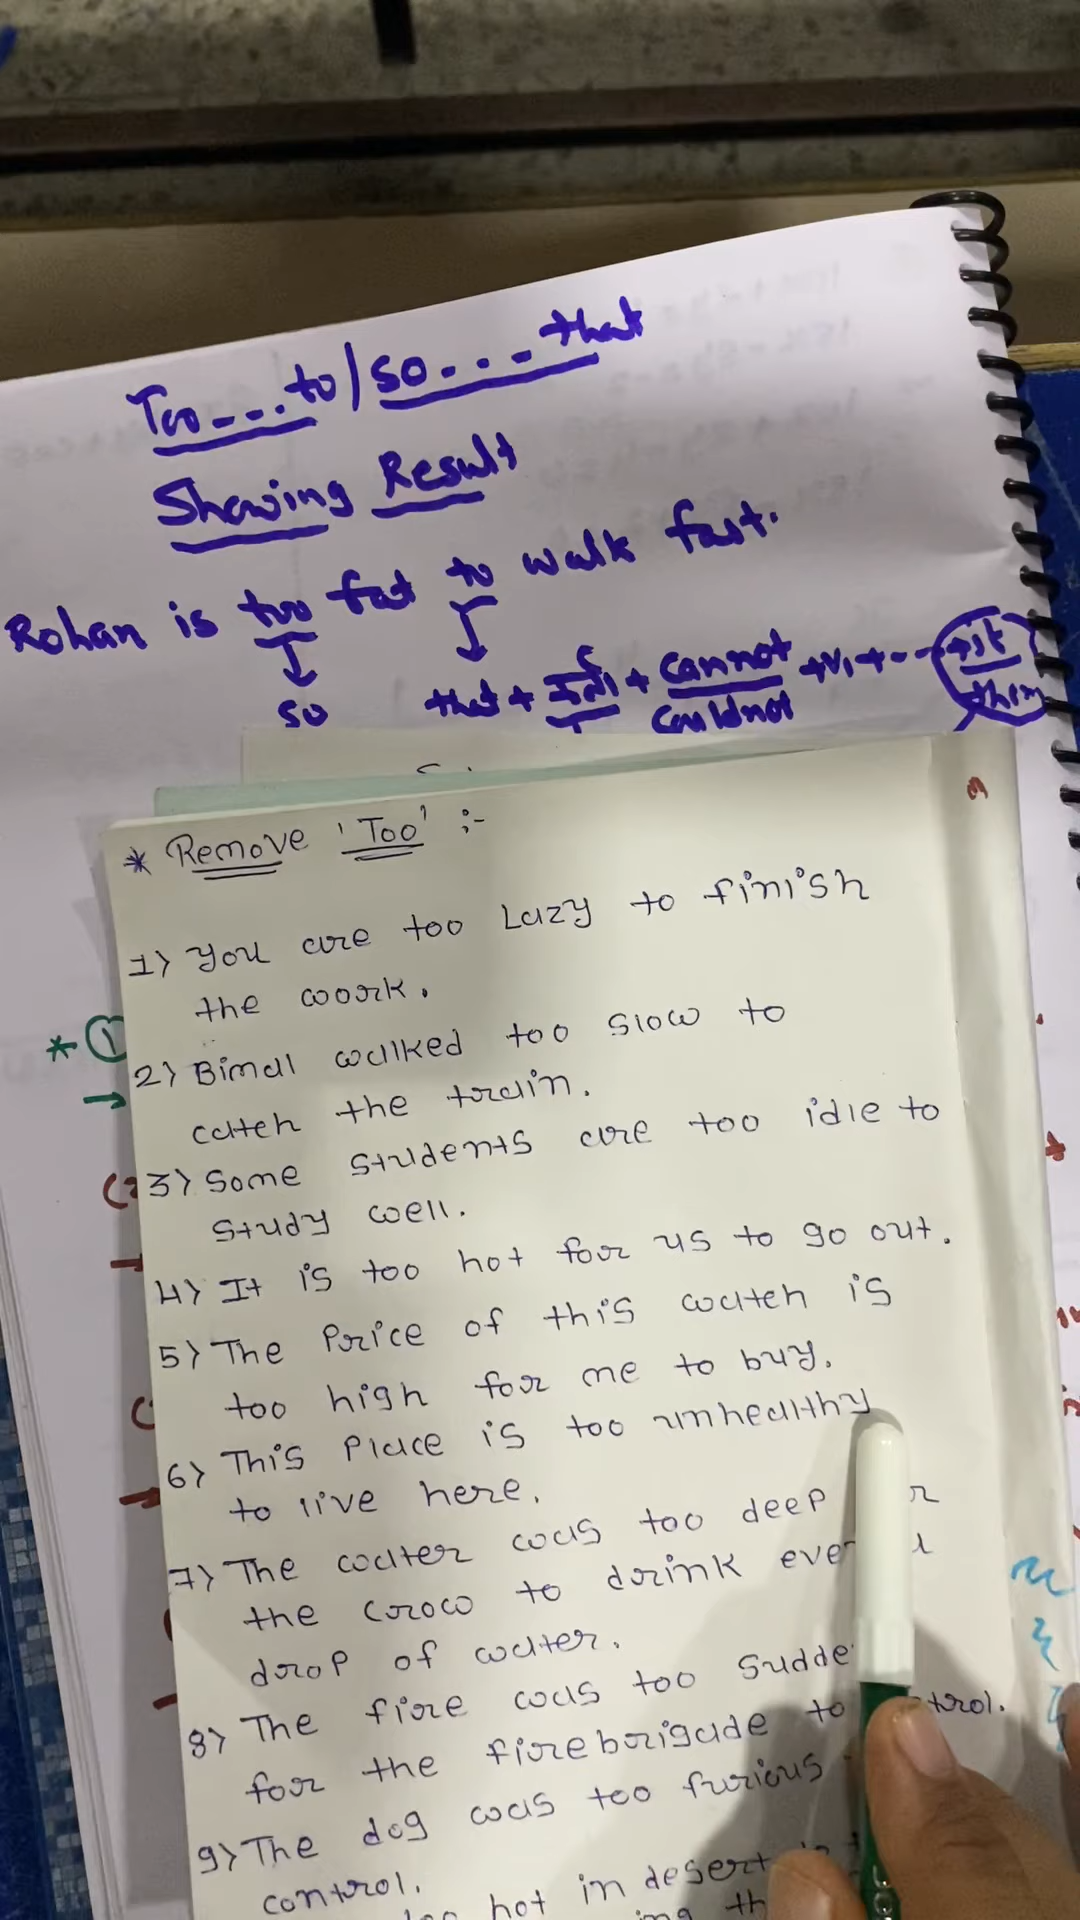 Too---.to/so...-that
Showing Result
Rohan is too fat to walk fast.
so
that + + cannot + V1 + -- + it
couldnot
* Remove 'Too' :-
1) You are too Lazy to finish
the work.
2) Bimal walked too slow to
catch the train.
3) Some students are too idle to
study well.
4) It is too hot for us to go out.
5) The Price of this watch is
too high for me to buy.
6) This Place is too unhealthy
to live here.
7) The water was too deep
the crow to drink
drop of water.
8) The fire was too
for the firebrigade to
9) The dog was too furious
control.
hot in desert
* 1